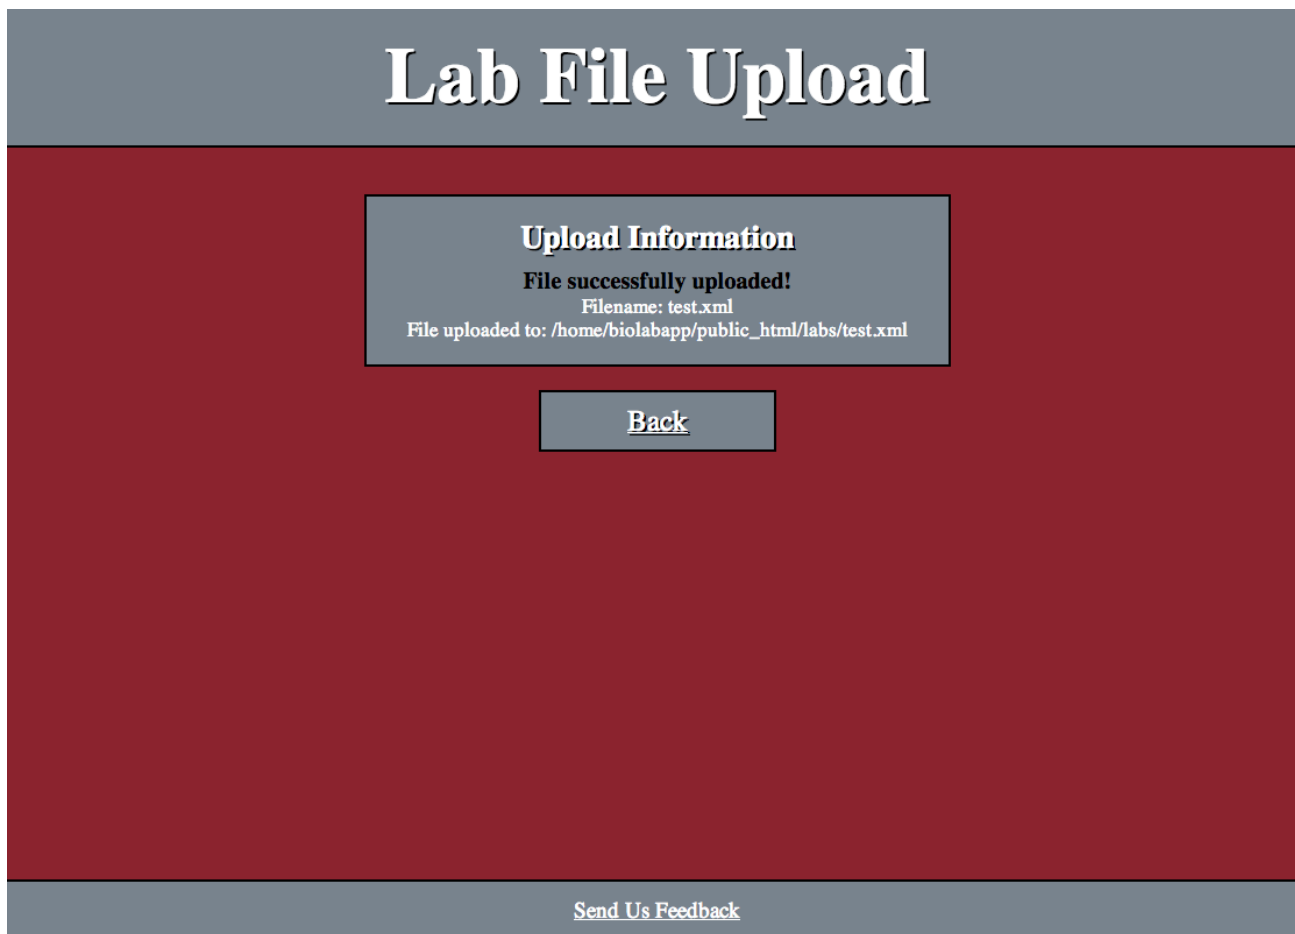 Lab File Upload
Upload Information
File successfully uploaded!
Filename: test.xml
File uploaded to: /home/biolabapp/public_html/labs/test.xml
Back
Send Us Feedback